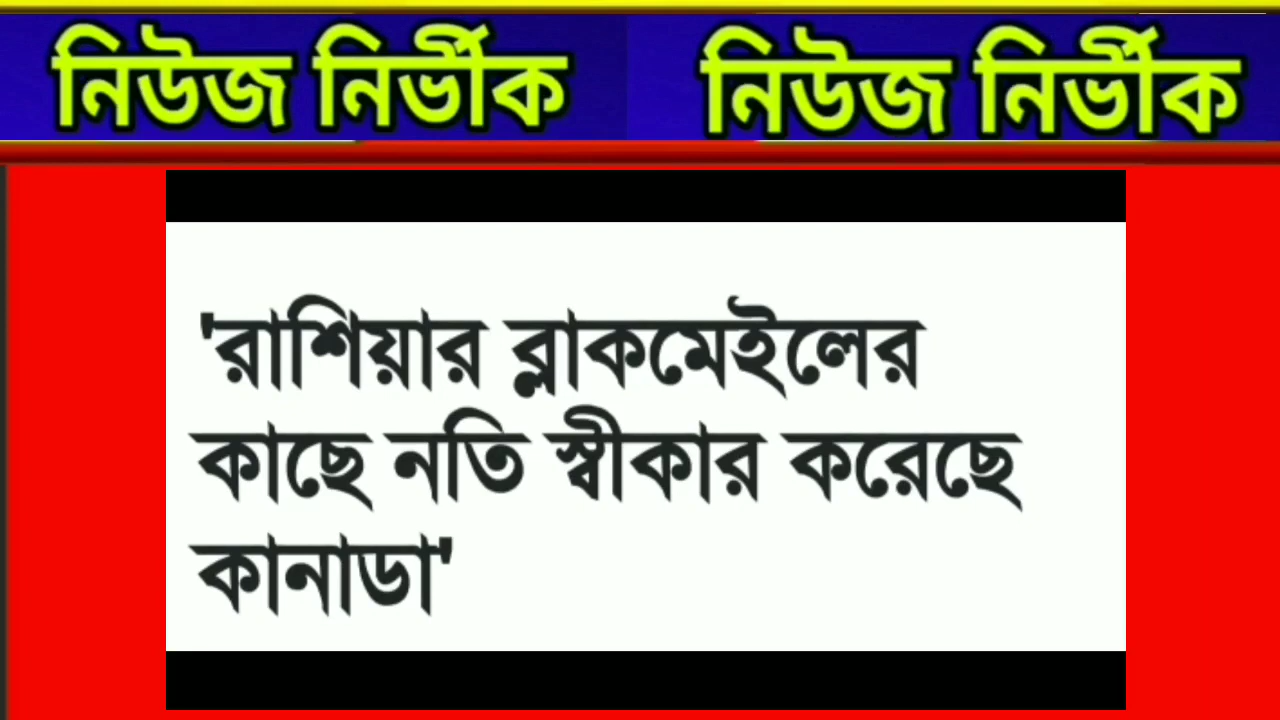 নিউজ নির্ভীক নিউজ নির্ভীক
'রাশিয়ার ব্লাকমেইলের
কাছে নতি স্বীকার করেছে
কানাডা'